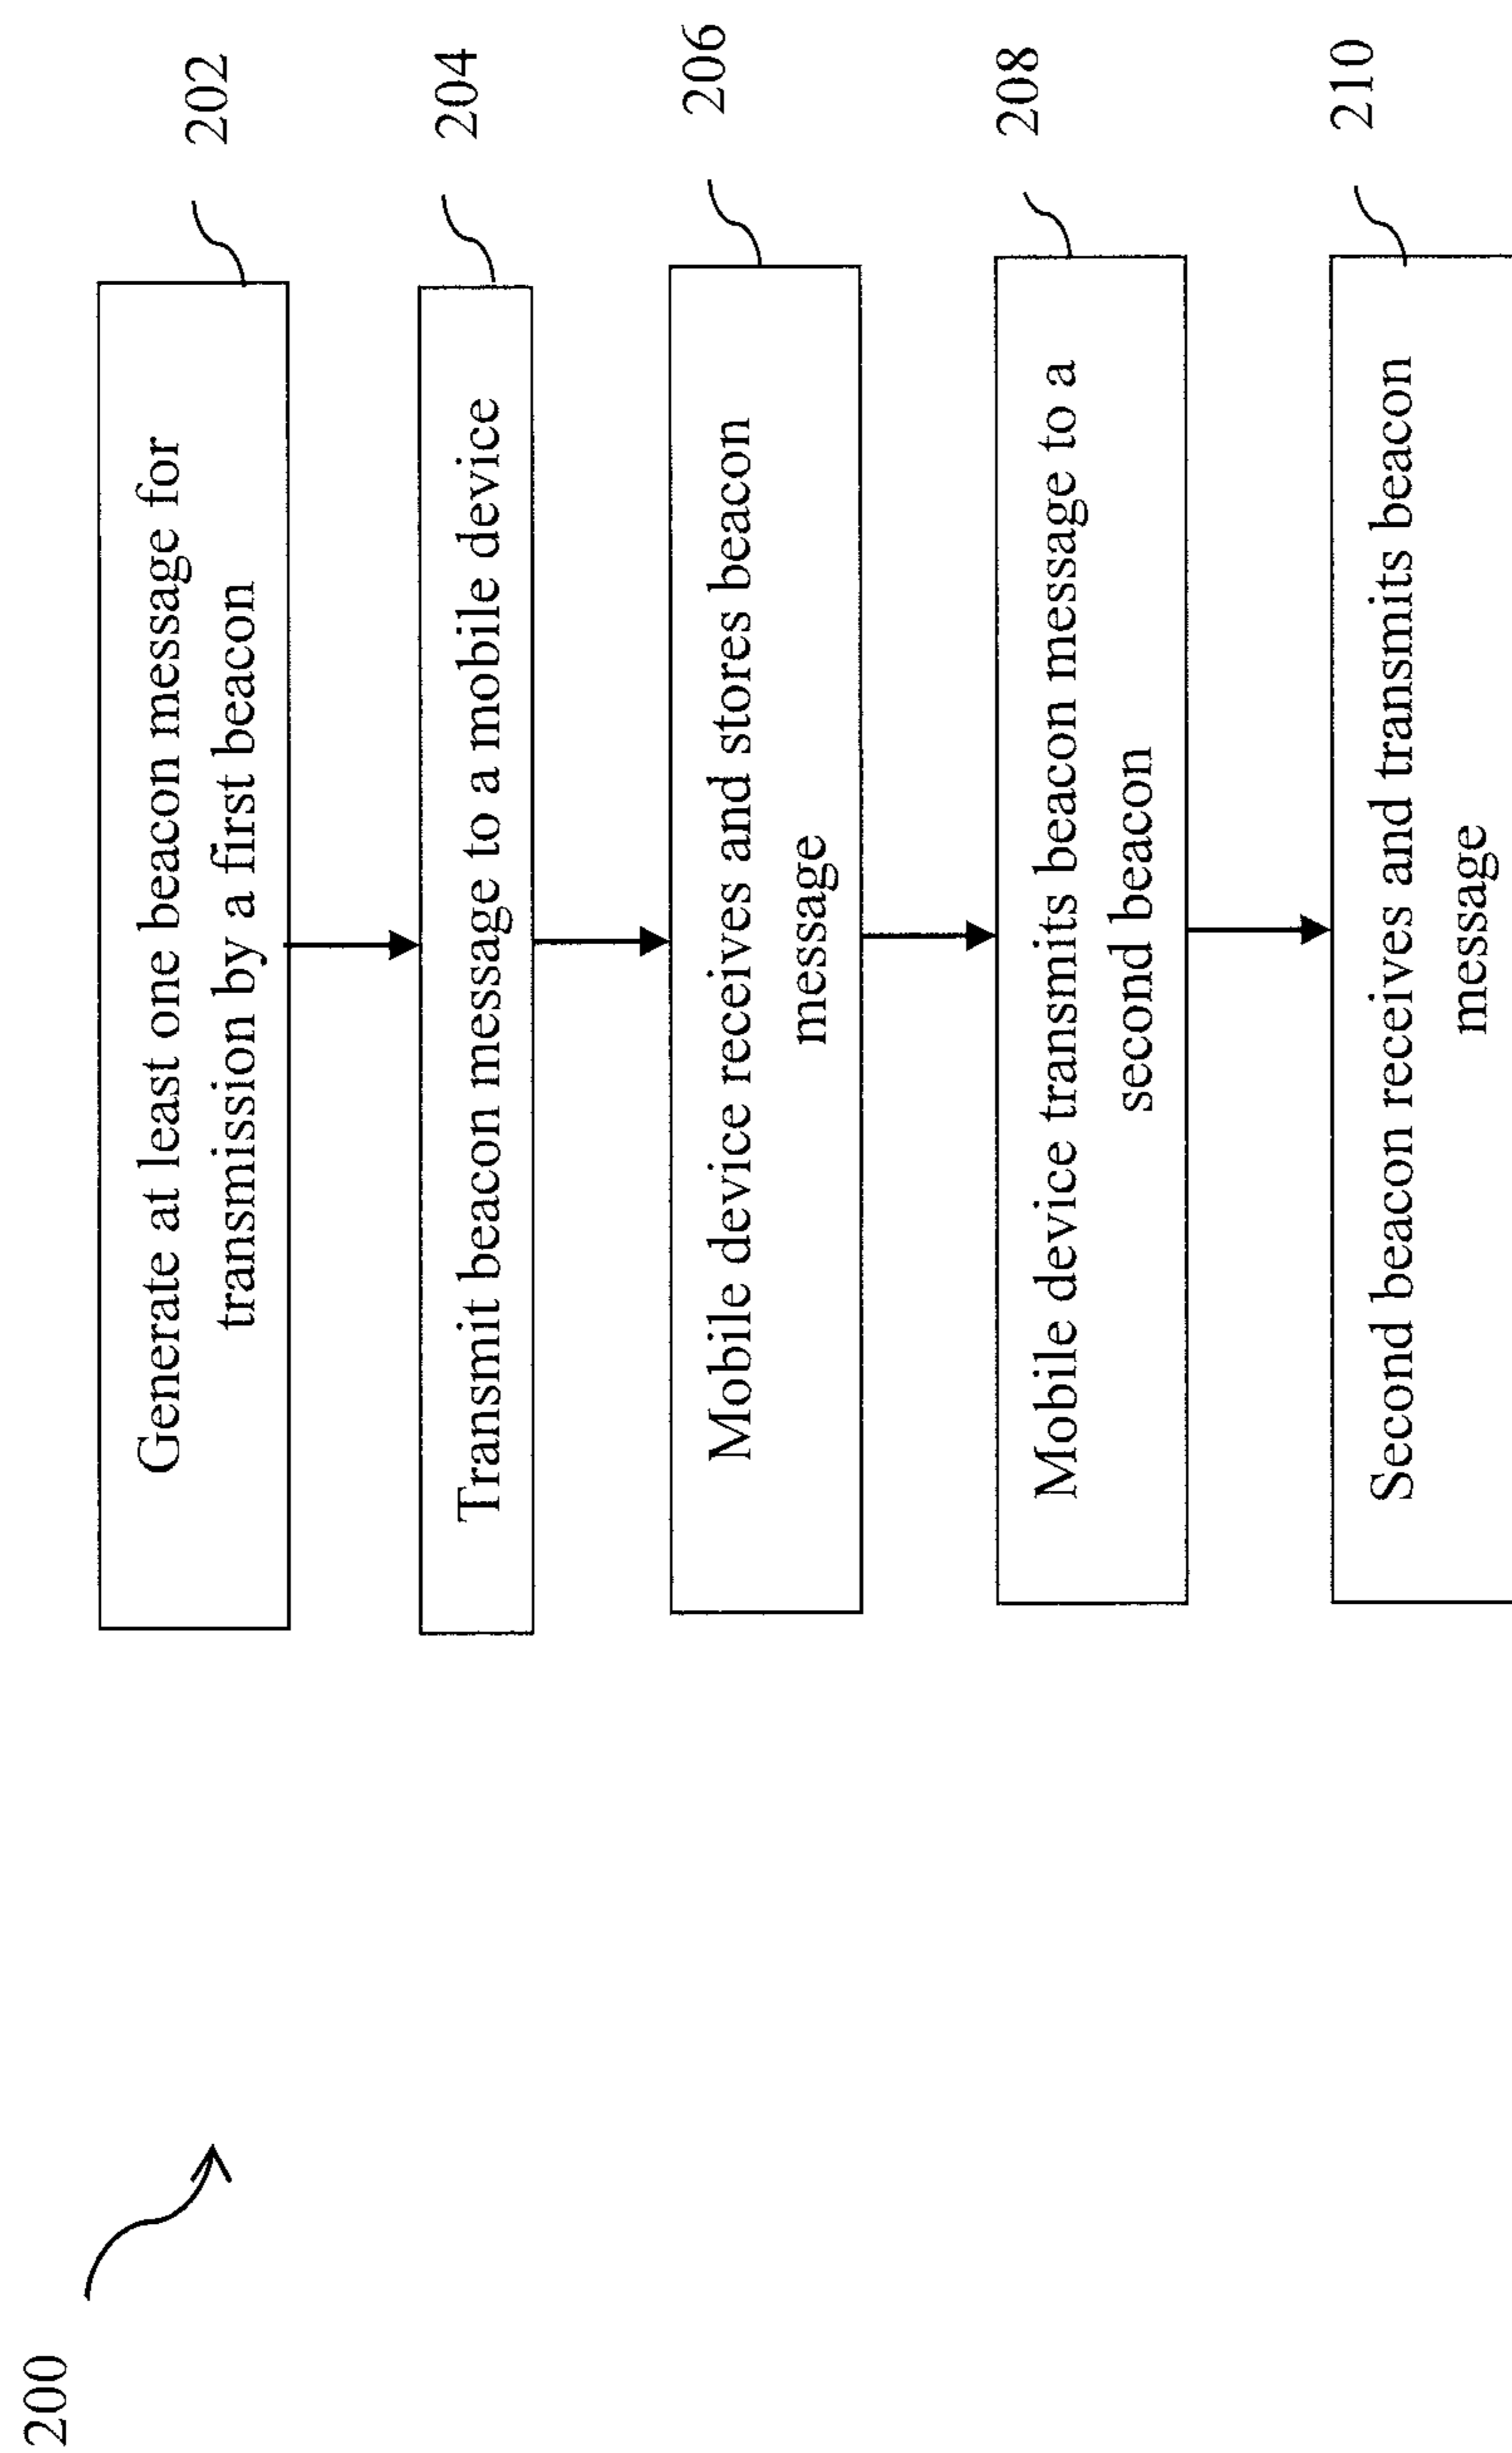 200
Generate at least one beacon message for
transmission by a first beacon
202
Transmit beacon message to a mobile device
204
Mobile device receives and stores beacon
message
206
Mobile device transmits beacon message to a
second beacon
208
Second beacon receives and transmits beacon
message
210